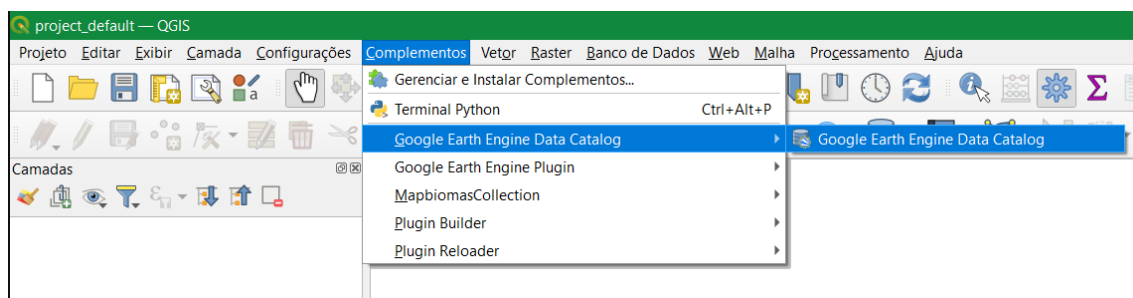 project_default — QGIS
Projeto Editar Exibir Camada Configurações Complementos Vetor Raster Banco de Dados Web Malha Processamento Ajuda
Gerenciar e Instalar Complementos...
a
Σ
Terminal Python Ctrl+Alt+P
Google Earth Engine Data Catalog
Google Earth Engine Data Catalog
Camadas
Google Earth Engine Plugin
ε
MapbiomasCollection
Plugin Builder
Plugin Reloader